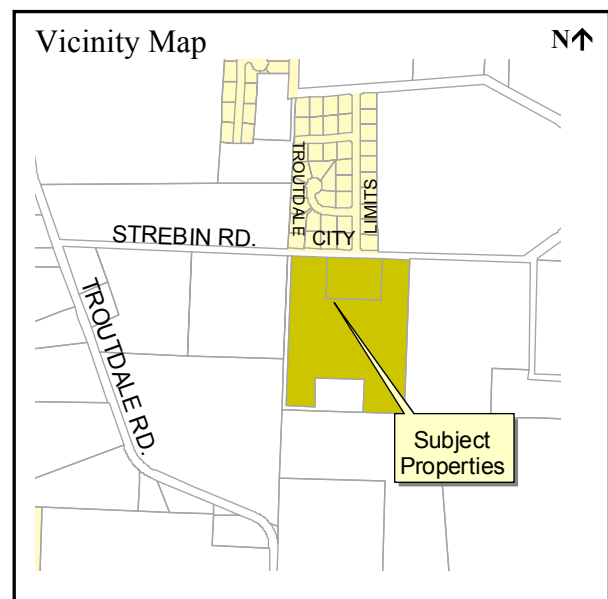 Vicinity Map
N↑
TROUTDALE
CITY
LIMITS
STREBIN RD.
TROUTDALE RD.
Subject
Properties